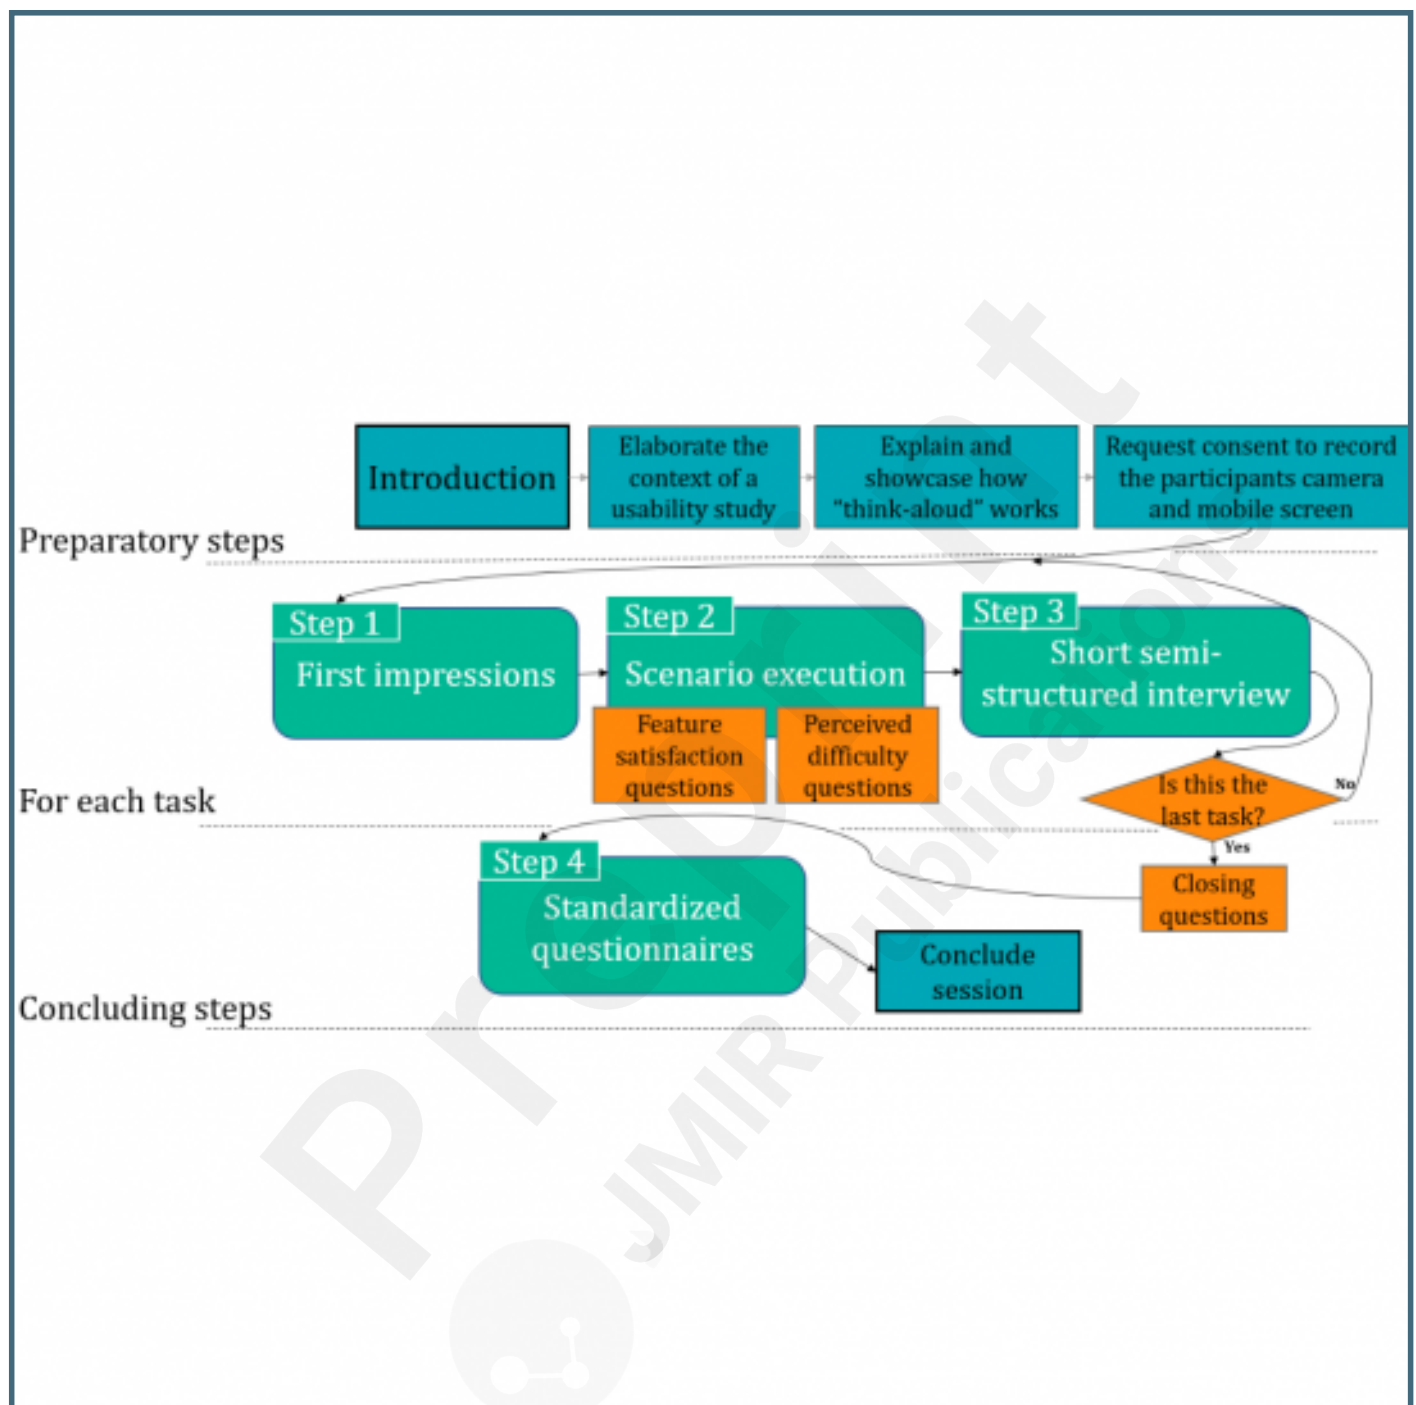 Introduction
Elaborate the
context of a
usability study
Explain and
showcase how
"think-aloud" works
Request consent to record
the participants camera
and mobile screen
Preparatory steps
Step 1
First impressions
Step 2
Scenario execution
Feature
satisfaction
questions
Perceived
difficulty
questions
Step 3
Short semi-
structured interview
Is this the
last task?
No
Yes
For each task
Closing
questions
Step 4
Standardized
questionnaires
Conclude
session
Concluding steps
Preprint
JMIR Publications